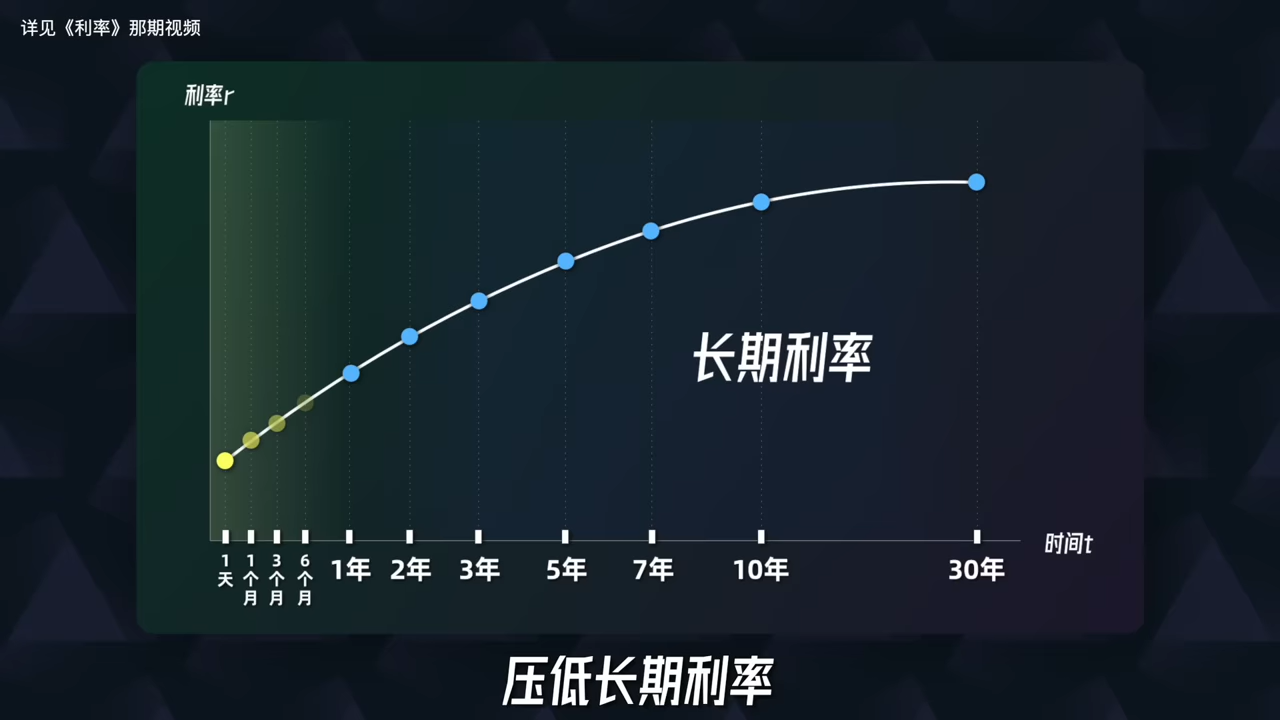 详见《利率》那期视频
利率r
长期利率
时间t
1天
1个月
3个月
6个月
1年
2年
3年
5年
7年
10年
30年
压低长期利率